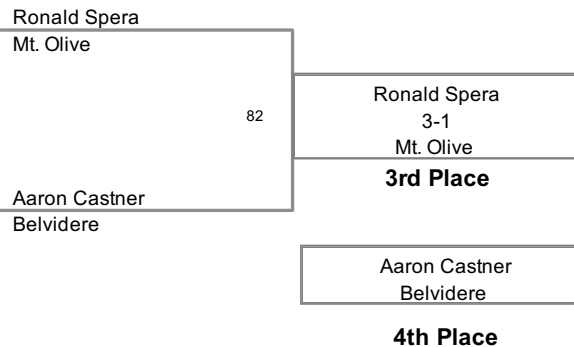 Ronald Spera
Mt. Olive
82
Ronald Spera
3-1
Mt. Olive
3rd Place
Aaron Castner
Belvidere
Aaron Castner
Belvidere
4th Place